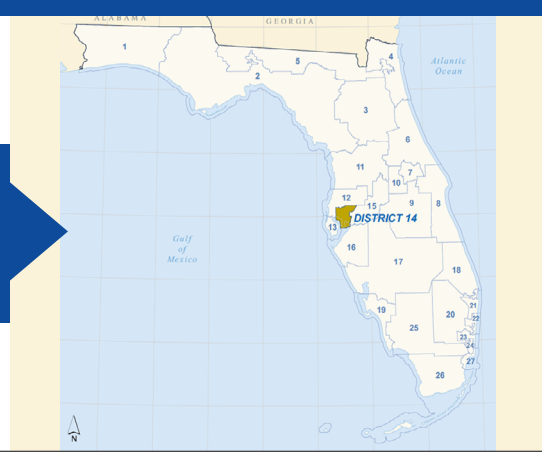 ALABAMA
GEORGIA
1
5
4
Atlantic
Ocean
2
3
6
11
7
10
12
15
9
8
DISTRICT 14
13
16
Gulf
of
Mexico
17
18
21
19
20
22
25
23
24
27
26
N